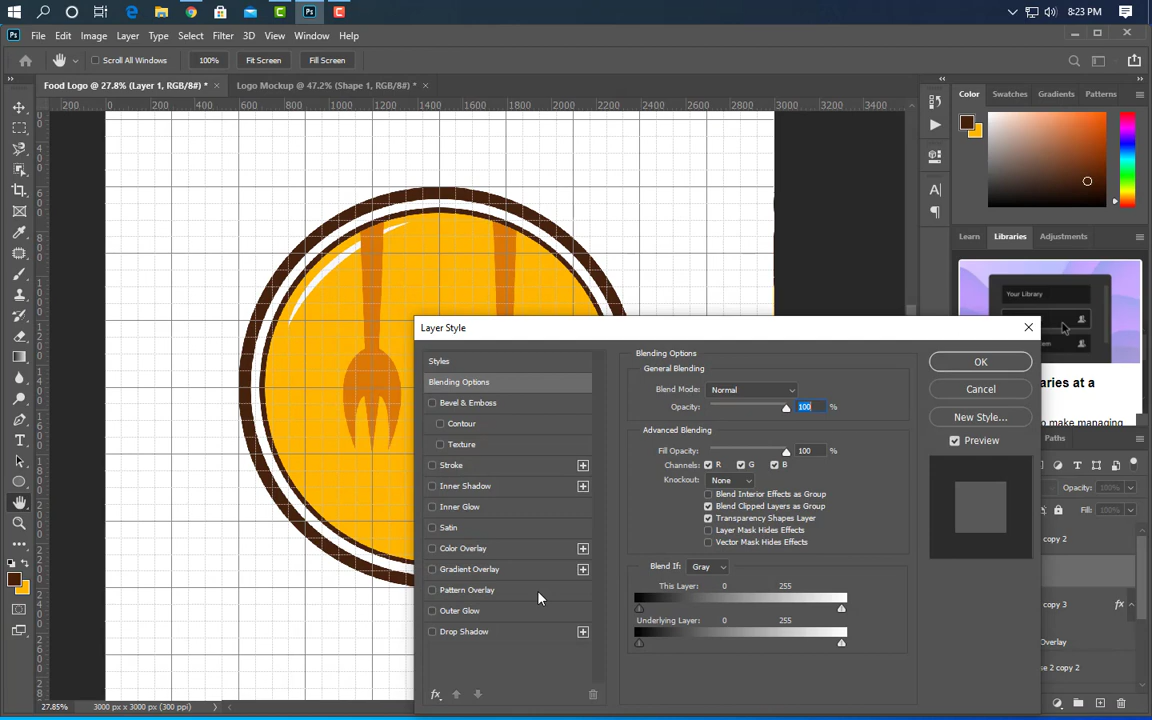 8:23 PM
File Edit Image Layer Type Select Filter 3D View Window Help
Scroll All Windows 100% Fit Screen Fill Screen
Food Logo @ 27.8% (Layer 1, RGB/8#) * × Logo Mockup @ 47.2% (Shape 1, RGB/8#) * ×
200 0 200 400 600 800 1000 1200 1400 1600 1800 2000 2200 2400 2600 2800 3000 3200 3400
Color Swatches Gradients Patterns
Learn Libraries Adjustments
Your Library
Layer Style
Styles
Blending Options
Bevel & Emboss
Contour
Texture
Stroke
Inner Shadow
Inner Glow
Satin
Color Overlay
Gradient Overlay
Pattern Overlay
Outer Glow
Drop Shadow
fx
Blending Options
General Blending
Blend Mode: Normal
Opacity: 100 %
Advanced Blending
Fill Opacity: 100 %
Channels: R G B
Knockout: None
Blend Interior Effects as Group
Blend Clipped Layers as Group
Transparency Shapes Layer
Layer Mask Hides Effects
Vector Mask Hides Effects
Blend If: Gray
This Layer: 0 255
Underlying Layer: 0 255
OK
Cancel
New Style...
Preview
aries at a
o make managing
Paths
Opacity: 100%
Fill: 100%
copy 2
copy 3 fx
Overlay
se 2 copy 2
27.85% 3000 px x 3000 px (300 ppi)